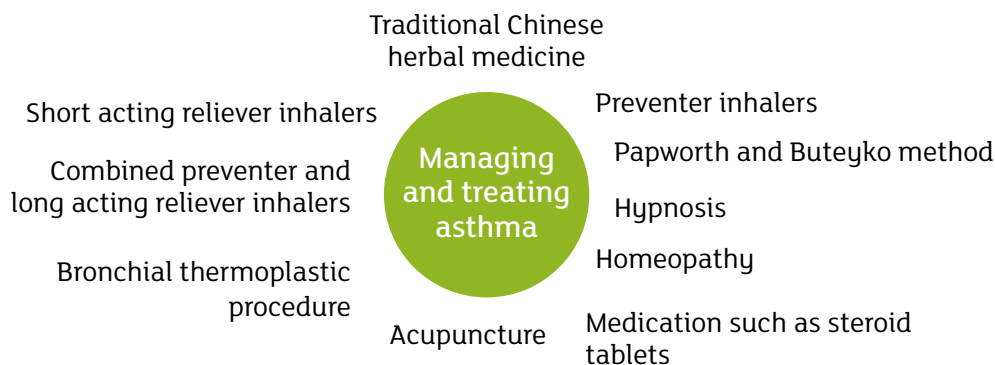 Traditional Chinese
herbal medicine
Short acting reliever inhalers
Combined preventer and
long acting reliever inhalers
Bronchial thermoplastic
procedure
Managing
and treating
asthma
Preventer inhalers
Papworth and Buteyko method
Hypnosis
Homeopathy
Acupuncture
Medication such as steroid
tablets